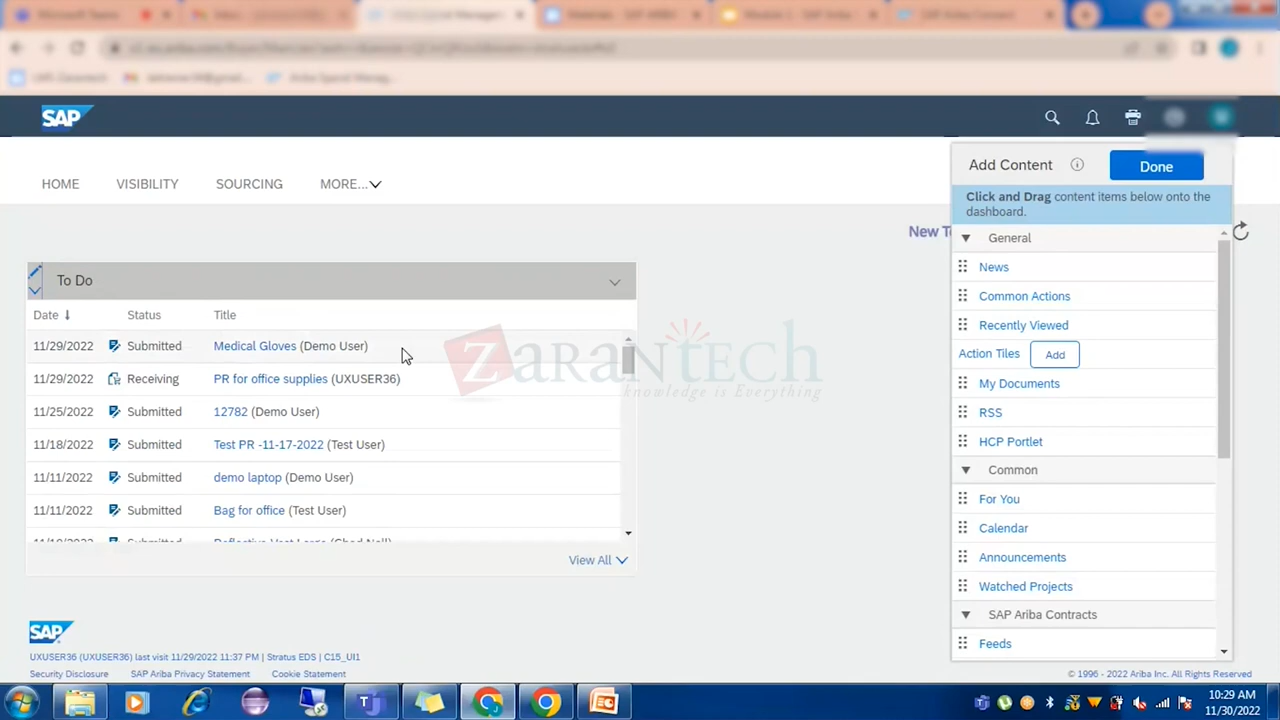 SAP
HOME VISIBILITY SOURCING MORE...
Add Content Done
Click and Drag content items below onto the
dashboard.
New T
General
News
Common Actions
Recently Viewed
Action Tiles Add
My Documents
RSS
HCP Portlet
Common
For You
Calendar
Announcements
Watched Projects
SAP Ariba Contracts
Feeds
To Do
Date Status Title
11/29/2022 Submitted Medical Gloves (Demo User)
11/29/2022 Receiving PR for office supplies (UXUSER36)
11/25/2022 Submitted 12782 (Demo User)
11/18/2022 Submitted Test PR -11-17-2022 (Test User)
11/11/2022 Submitted demo laptop (Demo User)
11/11/2022 Submitted Bag for office (Test User)
View All
ZaranTech
knowledge is Everything
SAP
UXUSER36 (UXUSER36) last visit 11/29/2022 11:37 PM | Stratus EDS | C15_UI1
Security Disclosure SAP Ariba Privacy Statement Cookie Statement
© 1996 - 2022 Ariba Inc. All Rights Reserved
10:29 AM
11/30/2022